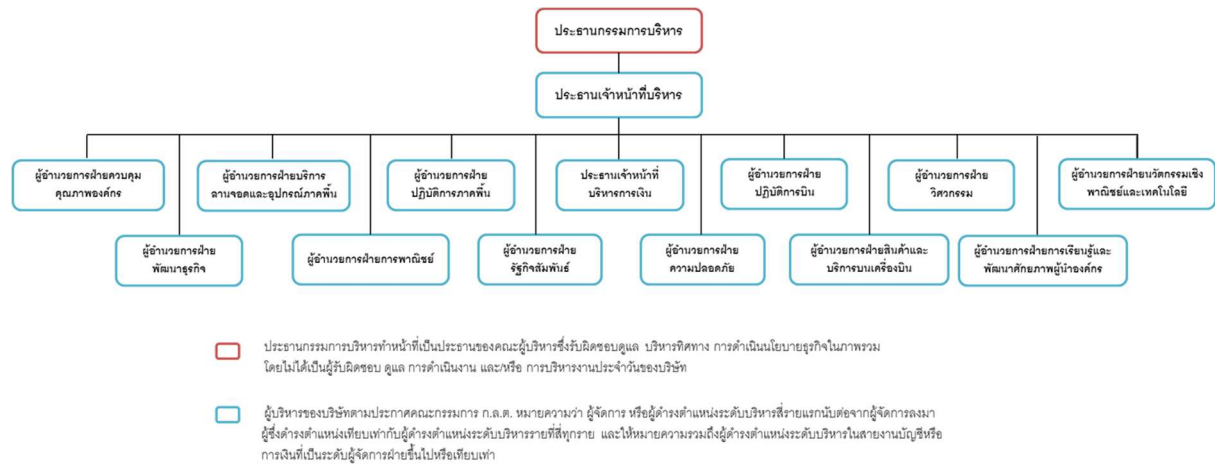 ประธานกรรมการบริหาร
ประธานเจ้าหน้าที่บริหาร
ผู้อำนวยการฝ่ายควบคุม
คุณภาพองค์กร
ผู้อำนวยการฝ่ายบริการ
ลานจอดและอุปกรณ์ภาคพื้น
ผู้อำนวยการฝ่าย
ปฏิบัติการภาคพื้น
ประธานเจ้าหน้าที่
บริหารการเงิน
ผู้อำนวยการฝ่าย
ปฏิบัติการบิน
ผู้อำนวยการฝ่าย
วิศวกรรม
ผู้อำนวยการฝ่ายนวัตกรรมเชิง
พาณิชย์และเทคโนโลยี
ผู้อำนวยการฝ่าย
พัฒนาธุรกิจ
ผู้อำนวยการฝ่ายการพาณิชย์
ผู้อำนวยการฝ่าย
รัฐกิจสัมพันธ์
ผู้อำนวยการฝ่าย
ความปลอดภัย
ผู้อำนวยการฝ่ายสินค้าและ
บริการบนเครื่องบิน
ผู้อำนวยการฝ่ายการเรียนรู้และ
พัฒนาศักยภาพผู้นำองค์กร
ประธานกรรมการบริหารทำหน้าที่เป็นประธานของคณะผู้บริหารซึ่งรับผิดชอบดูแล บริหารทิศทาง การดำเนินนโยบายธุรกิจในภาพรวม
โดยไม่ได้เป็นผู้รับผิดชอบ ดูแล การดำเนินงาน และ/หรือ การบริหารงานประจำวันของบริษัท
ผู้บริหารของบริษัทตามประกาศคณะกรรมการ ก.ล.ต. หมายความว่า ผู้จัดการ หรือผู้ดำรงตำแหน่งระดับบริหารสี่รายแรกนับต่อจากผู้จัดการลงมา
ผู้ซึ่งดำรงตำแหน่งเทียบเท่ากับผู้ดำรงตำแหน่งระดับบริหารรายที่สี่ทุกราย และให้หมายความรวมถึงผู้ดำรงตำแหน่งระดับบริหารในสายงานบัญชีหรือ
การเงินที่เป็นระดับผู้จัดการฝ่ายขึ้นไปหรือเทียบเท่า